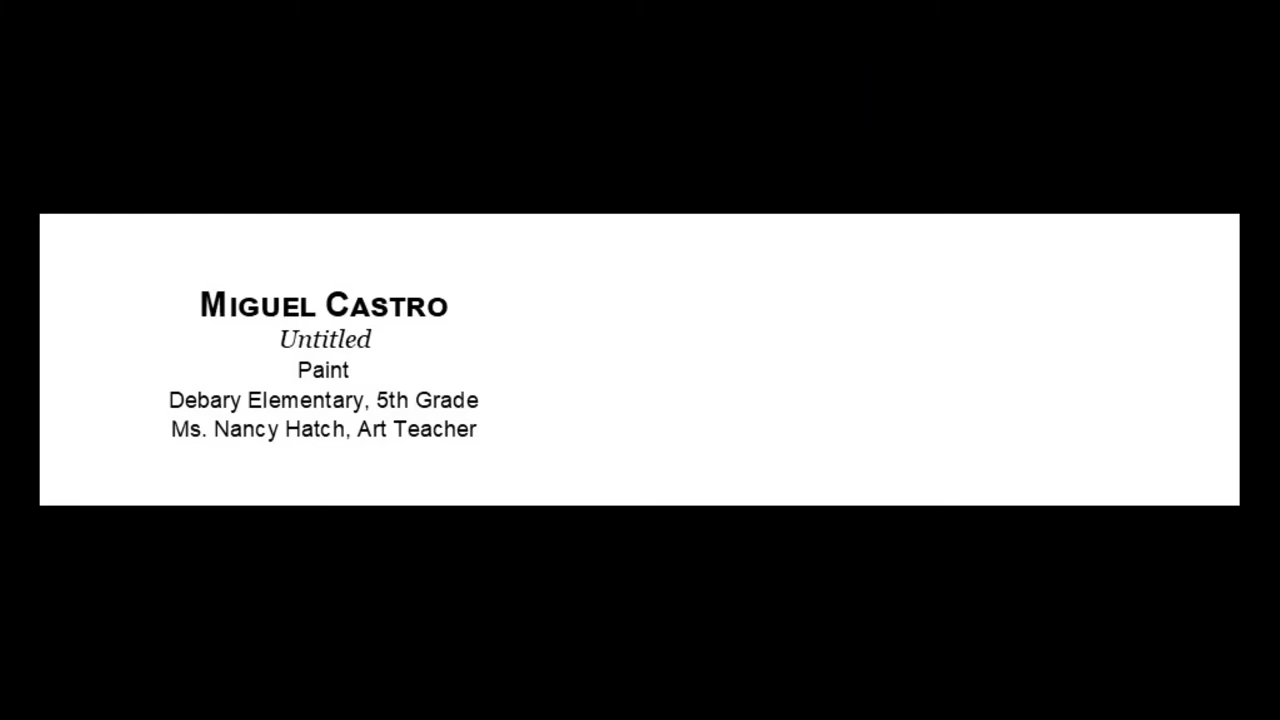 MIGUEL CASTRO
Untitled
Paint
Debary Elementary, 5th Grade
Ms. Nancy Hatch, Art Teacher